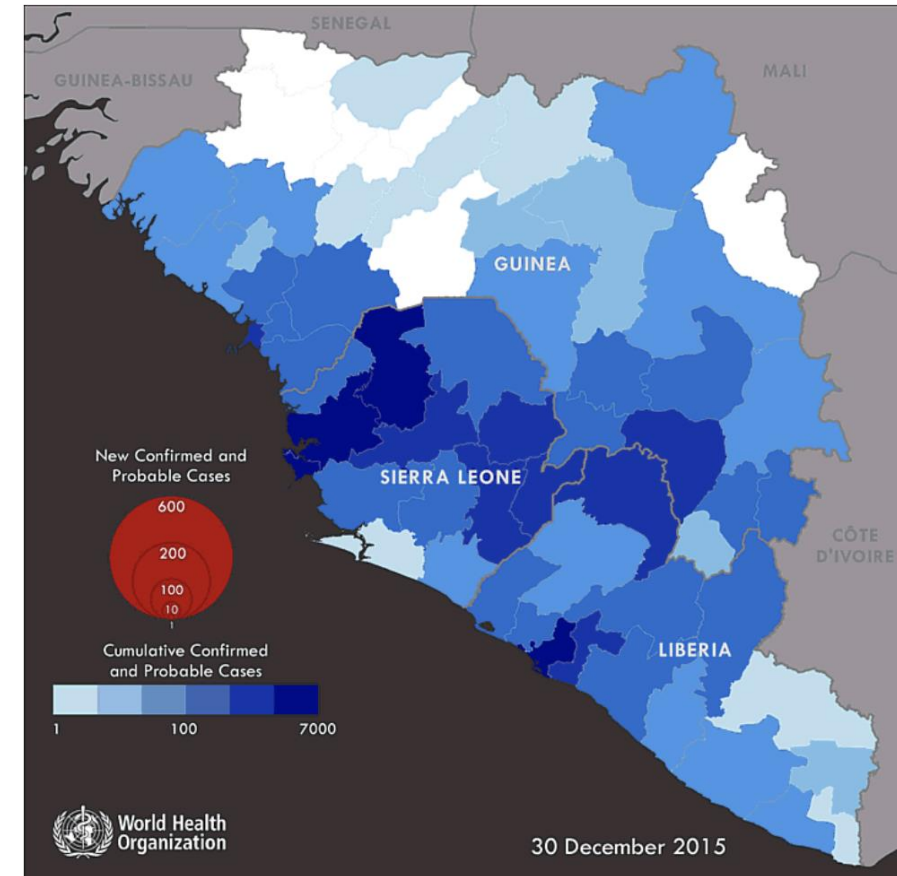 SENEGAL
GUINEA-BISSAU
MALI
GUINEA
SIERRA LEONE
CÔTE
D'IVOIRE
LIBERIA
New Confirmed and
Probable Cases
600
200
100
10
1
Cumulative Confirmed
and Probable Cases
1 100 7000
World Health
Organization
30 December 2015